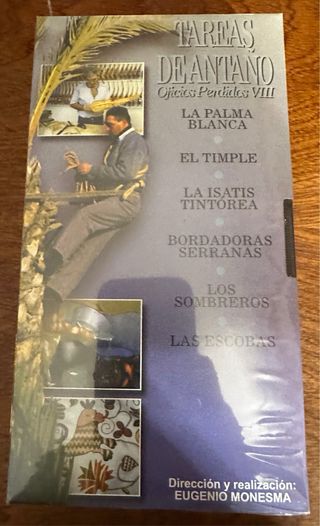 TAREAS
DE ANTAÑO
Oficios Perdidos VIII
LA PALMA
BLANCA
EL TIMPLE
LA ISATIS
TINTOREA
BORDADORAS
SERRANAS
LOS
SOMBREROS
LAS ESCOBAS
Dirección y realización:
EUGENIO MONESMA